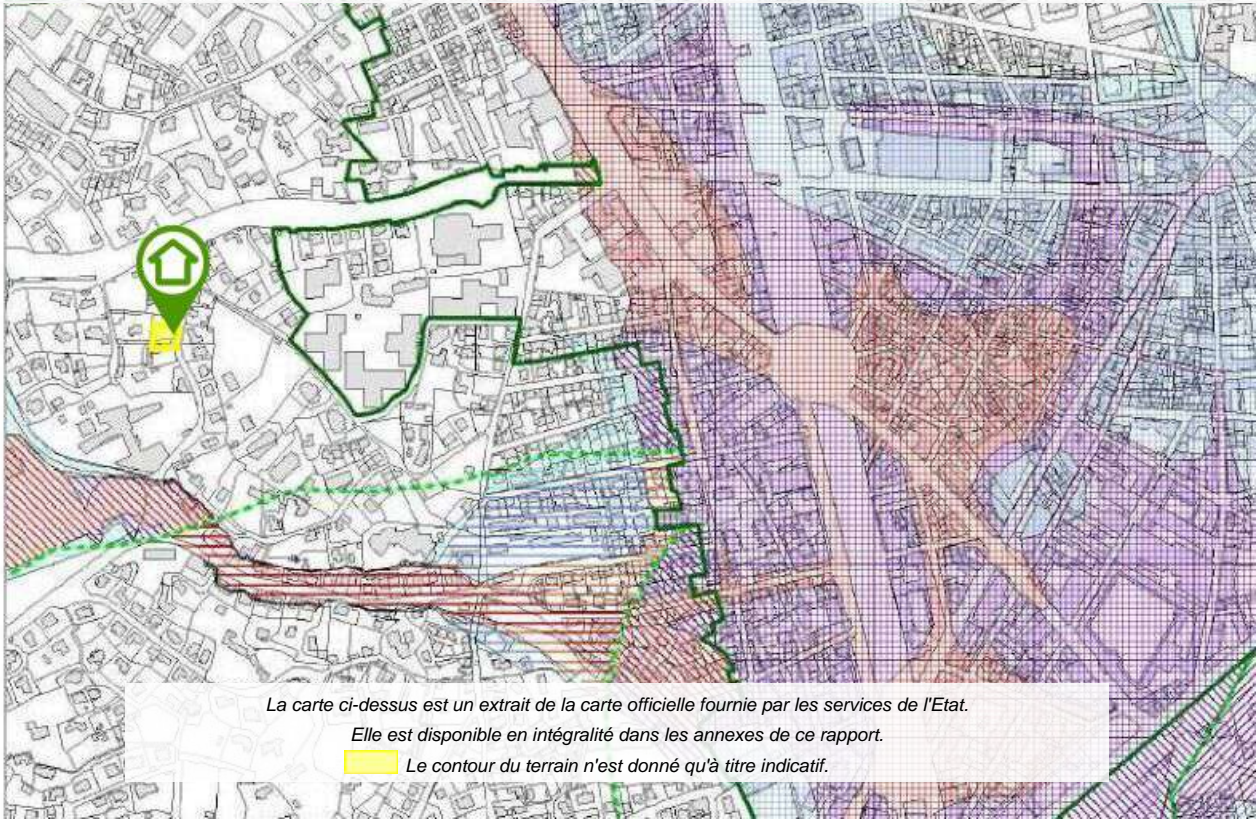 La carte ci-dessus est un extrait de la carte officielle fournie par les services de l'Etat.
Elle est disponible en intégralité dans les annexes de ce rapport.
Le contour du terrain n'est donné qu'à titre indicatif.